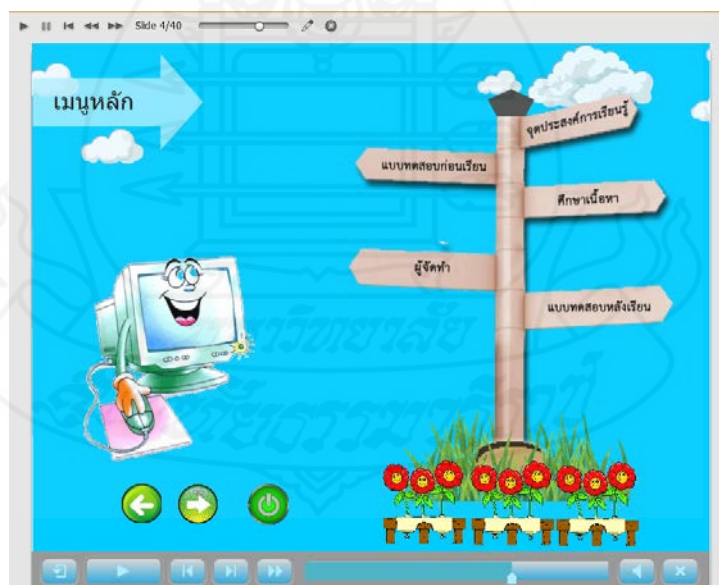 Slide 4/40
เมนูหลัก
จุดประสงค์การเรียนรู้
แบบทดสอบก่อนเรียน
ศึกษาเนื้อหา
ผู้จัดทำ
แบบทดสอบหลังเรียน